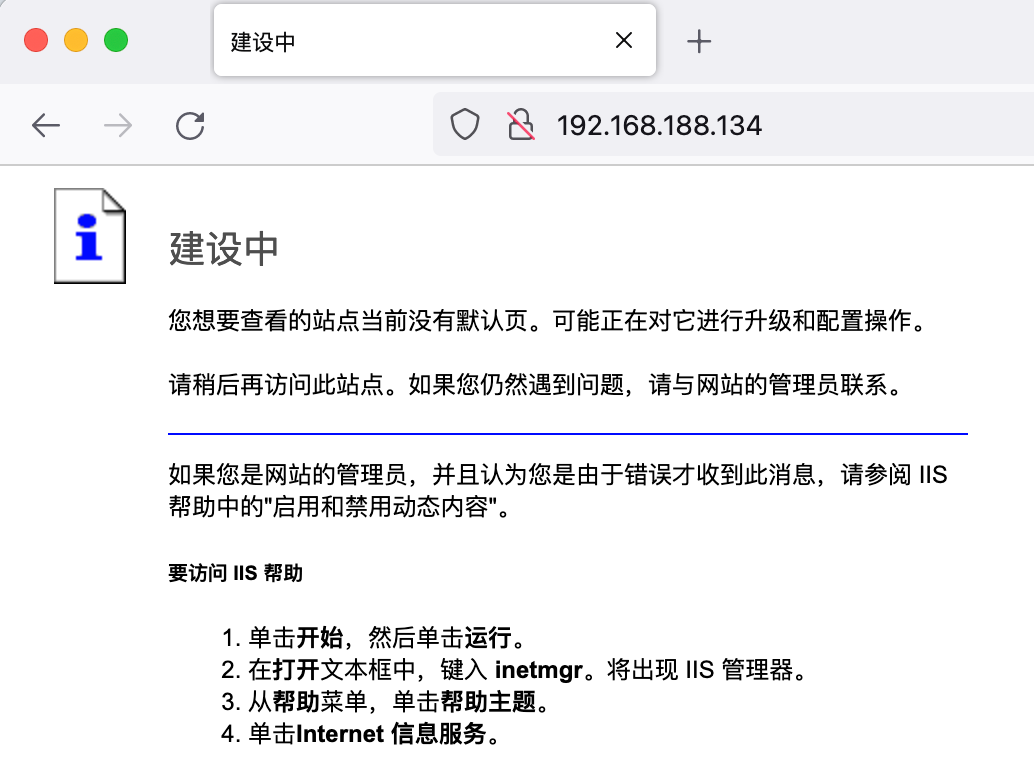 建设中
192.168.188.134
建设中
您想要查看的站点当前没有默认页。可能正在对它进行升级和配置操作。
请稍后再访问此站点。如果您仍然遇到问题，请与网站的管理员联系。
如果您是网站的管理员，并且认为您是由于错误才收到此消息，请参阅 IIS
帮助中的"启用和禁用动态内容"。
要访问 IIS 帮助
1. 单击开始，然后单击运行。
2. 在打开文本框中，键入 inetmgr。将出现 IIS 管理器。
3. 从帮助菜单，单击帮助主题。
4. 单击Internet 信息服务。